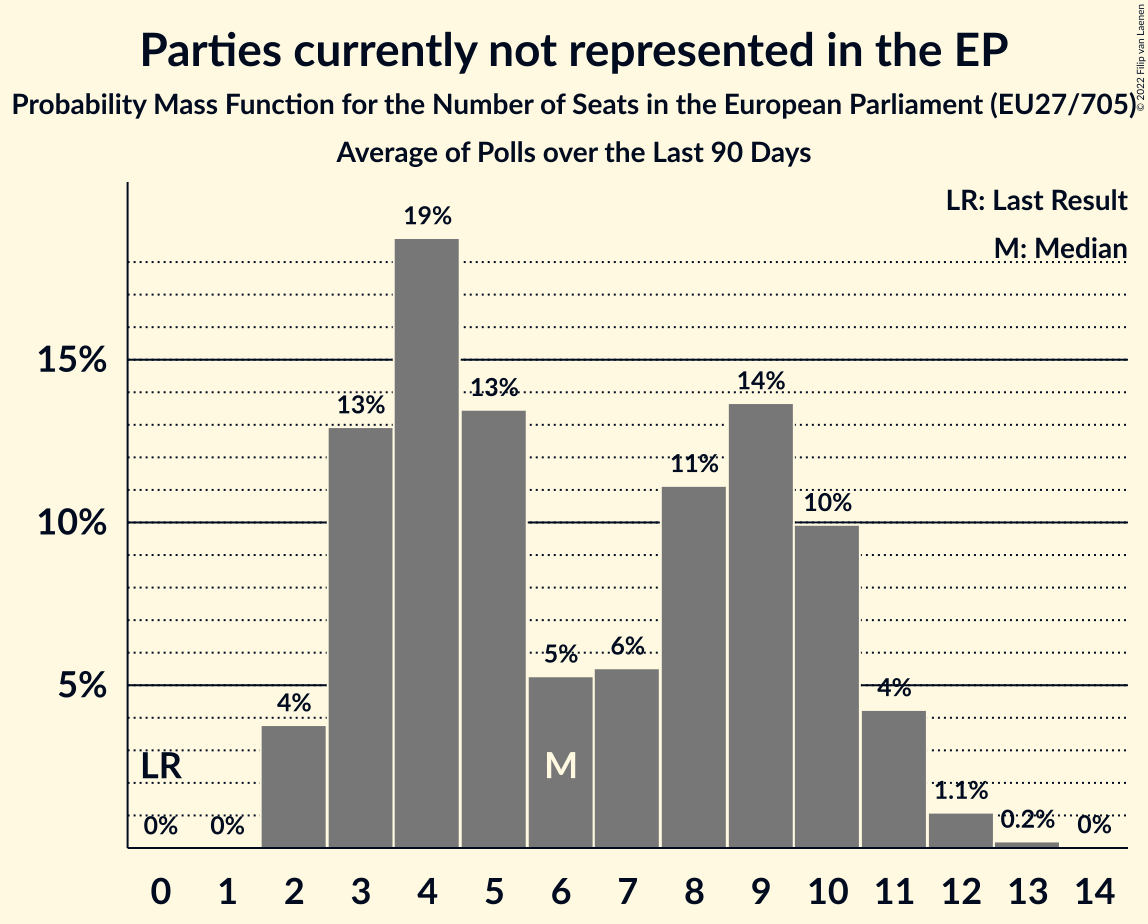 Parties currently not represented in the EP
Probability Mass Function for the Number of Seats in the European Parliament (EU27/705)
Average of Polls over the Last 90 Days
© 2022 Filip van Laenen
LR: Last Result
M: Median
15%
10%
5%
0%
0%
4%
13%
19%
13%
5%
6%
11%
14%
10%
4%
1.1%
0.2%
0%
LR
M
0 1 2 3 4 5 6 7 8 9 10 11 12 13 14